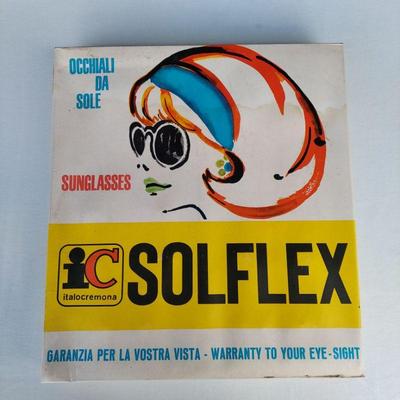 OCCHIALI
DA
SOLE
SUNGLASSES
iC
italocremona
SOLFLEX
GARANZIA PER LA VOSTRA VISTA - WARRANTY TO YOUR EYE-SIGHT